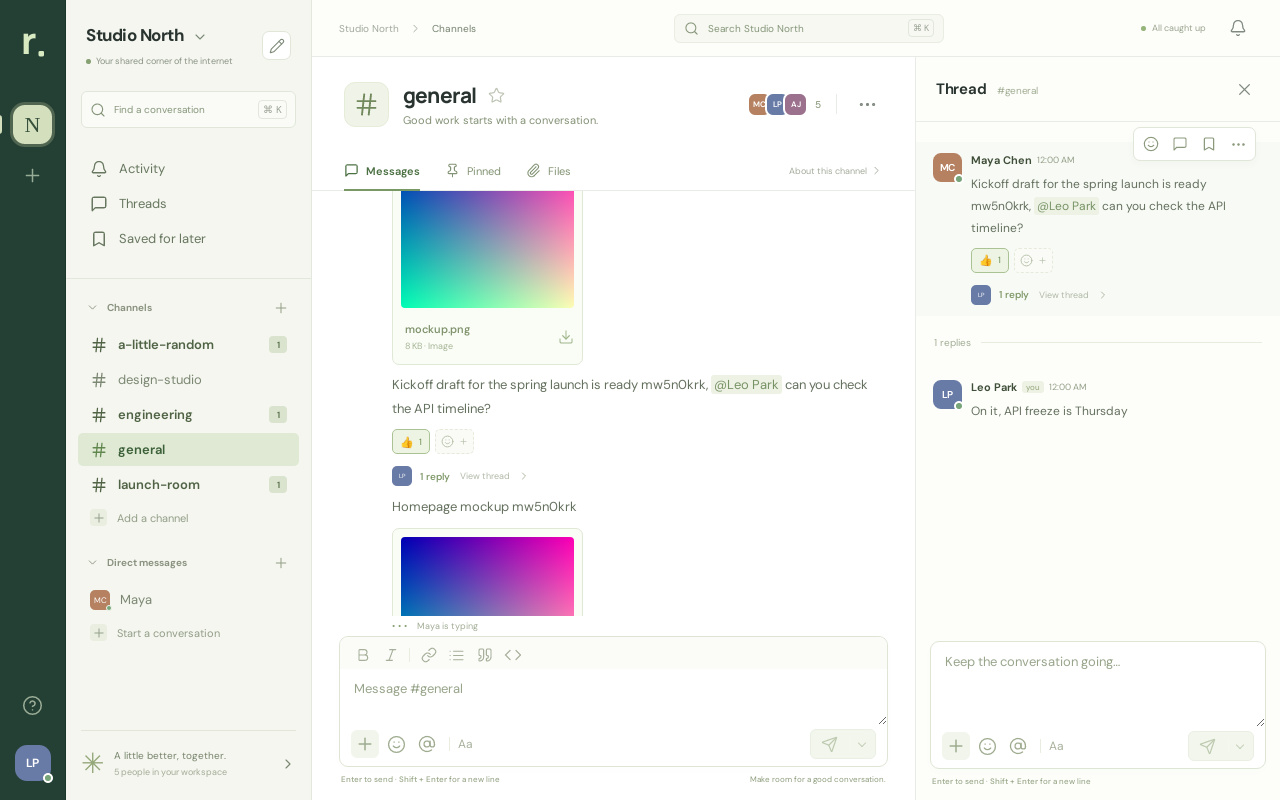 r.
N
LP
Studio North
Your shared corner of the internet
Find a conversation ⌘ K
Activity
Threads
Saved for later
Channels
a-little-random 1
design-studio
engineering 1
general
launch-room 1
Add a channel
Direct messages
MC Maya
Start a conversation
A little better, together.
5 people in your workspace
Studio North Channels
Search Studio North ⌘ K
All caught up
general
Good work starts with a conversation.
MC LP AJ 5
Messages Pinned Files About this channel
mockup.png
8 KB · Image
Kickoff draft for the spring launch is ready mw5n0krk, @Leo Park can you check
the API timeline?
👍 1 +
LP 1 reply View thread
Homepage mockup mw5n0krk
Maya is typing
Message #general
Aa
Enter to send · Shift + Enter for a new line Make room for a good conversation.
Thread #general
MC Maya Chen 12:00 AM
Kickoff draft for the spring launch is ready
mw5n0krk, @Leo Park can you check the API
timeline?
👍 1 +
LP 1 reply View thread
1 replies
LP Leo Park you 12:00 AM
On it, API freeze is Thursday
Keep the conversation going...
Aa
Enter to send · Shift + Enter for a new line